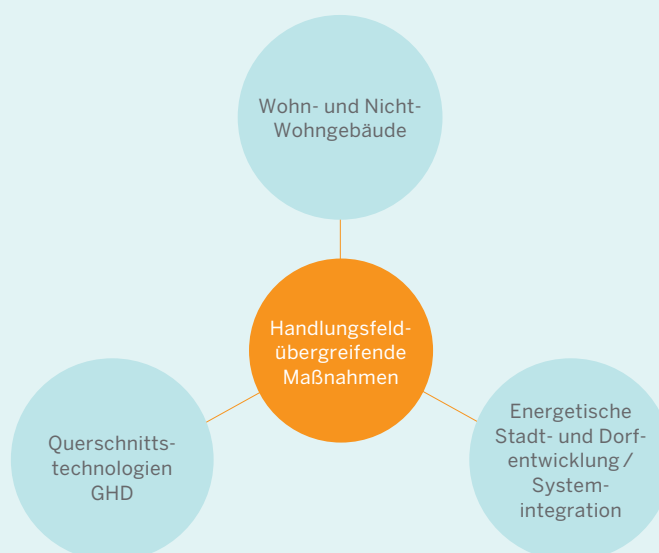 Wohn- und Nicht-
Wohngebäude
Handlungsfeld-
übergreifende
Maßnahmen
Querschnitts-
technologien
GHD
Energetische
Stadt- und Dorf-
entwicklung /
System-
integration